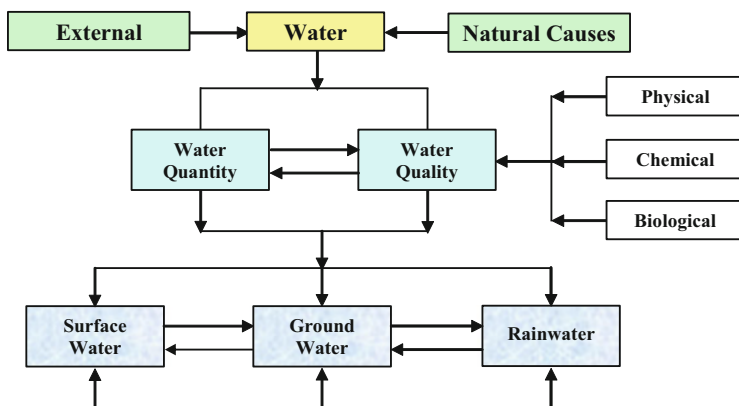 External
Water
Natural Causes
Physical
Water
Quantity
Water
Quality
Chemical
Biological
Surface
Water
Ground
Water
Rainwater